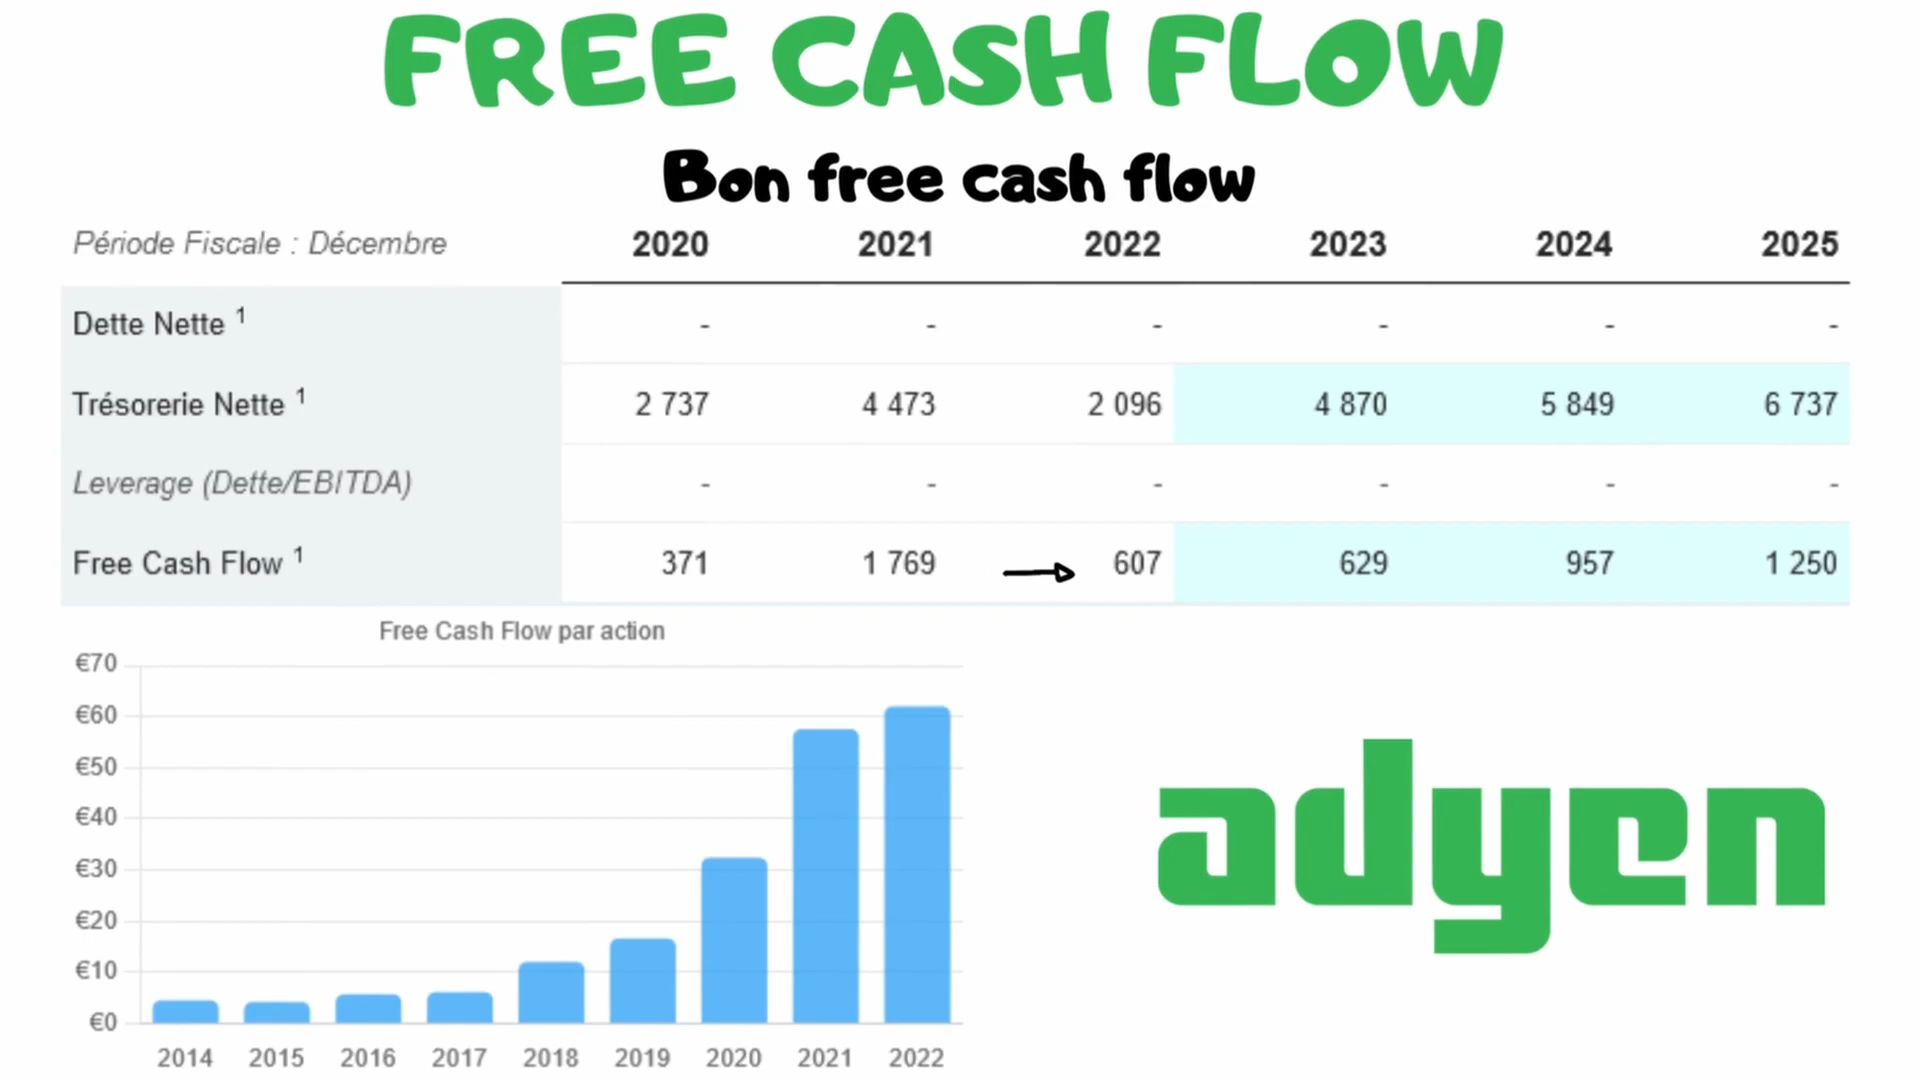 FREE CASH FLOW
Bon free cash flow
Période Fiscale : Décembre 2020 2021 2022 2023 2024 2025
Dette Nette 1 - - - - - -
Trésorerie Nette 1 2 737 4 473 2 096 4 870 5 849 6 737
Leverage (Dette/EBITDA) - - - - - -
Free Cash Flow 1 371 1 769 607 629 957 1 250
Free Cash Flow par action
€70
€60
€50
€40
€30
€20
€10
€0
2014 2015 2016 2017 2018 2019 2020 2021 2022
adyen